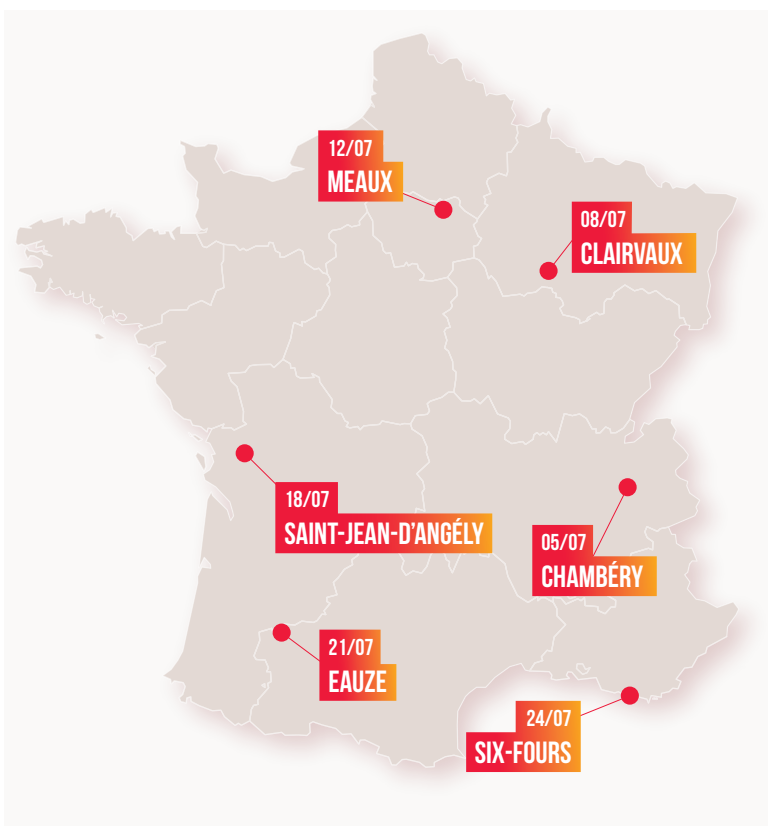 12/07
MEAUX
08/07
CLAIRVAUX
18/07
SAINT-JEAN-D'ANGÉLY
05/07
CHAMBÉRY
21/07
EAUZE
24/07
SIX-FOURS